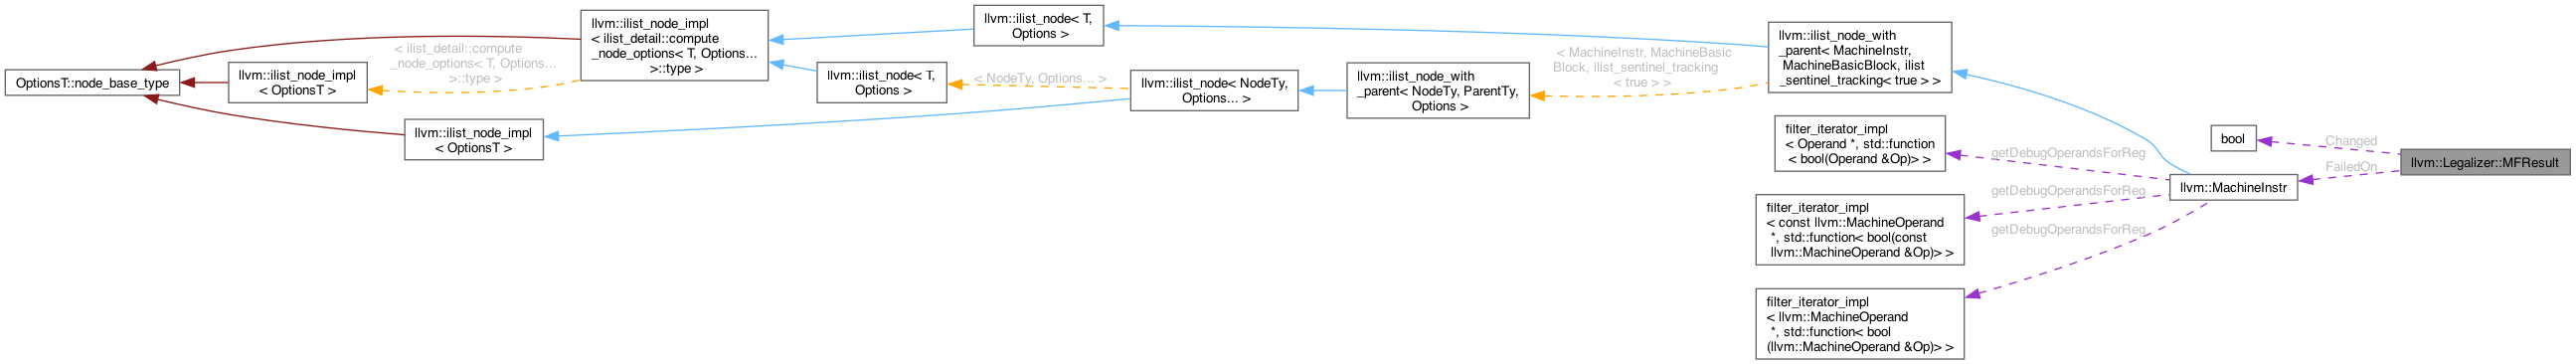 OptionsT::node_base_type
llvm::ilist_node_impl
< OptionsT >
< ilist_detail::compute
_node_options< T, Options...
>::type >
llvm::ilist_node_impl
< OptionsT >
llvm::ilist_node_impl
< ilist_detail::compute
_node_options< T, Options...
>::type >
llvm::ilist_node< T,
Options >
llvm::ilist_node< T,
Options >
< NodeTy, Options... >
llvm::ilist_node< NodeTy,
Options... >
llvm::ilist_node_with
_parent< NodeTy, ParentTy,
Options >
< MachineInstr, MachineBasic
Block, ilist_sentinel_tracking
< true > >
llvm::ilist_node_with
_parent< MachineInstr,
MachineBasicBlock, ilist
_sentinel_tracking< true > >
filter_iterator_impl
< Operand *, std::function
< bool(Operand &Op)> >
filter_iterator_impl
< const llvm::MachineOperand
*, std::function< bool(const
llvm::MachineOperand &Op)> >
filter_iterator_impl
< llvm::MachineOperand
*, std::function< bool
(llvm::MachineOperand &Op)> >
getDebugOperandsForReg
getDebugOperandsForReg
getDebugOperandsForReg
bool
llvm::MachineInstr
Changed
FailedOn
llvm::Legalizer::MFResult